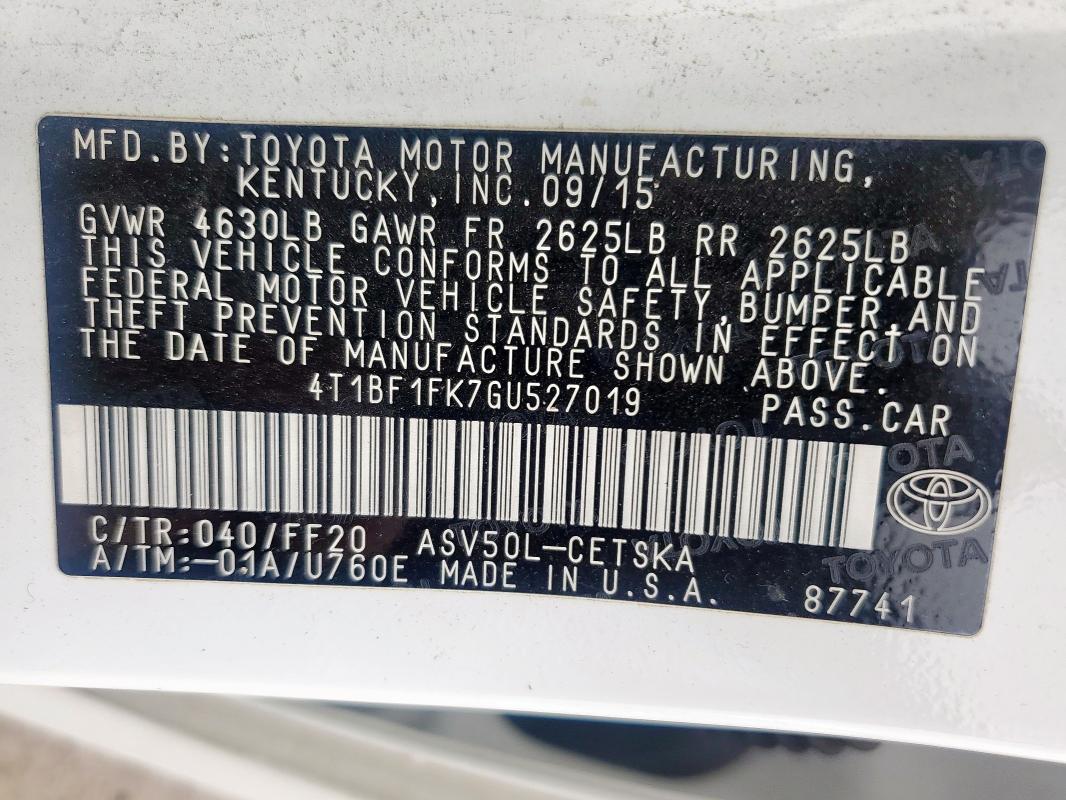 MFD.BY:TOYOTA MOTOR MANUFACTURING,
KENTUCKY,INC.09/15
GVWR 4630LB GAWR FR 2625LB RR 2625LB
THIS VEHICLE CONFORMS TO ALL APPLICABLE
FEDERAL MOTOR VEHICLE SAFETY,BUMPER,AND
THEFT PREVENTION STANDARDS IN EFFECT ON
THE DATE OF MANUFACTURE SHOWN ABOVE.
4T1BF1FK7GU527019 PASS.CAR
TOYOTA
C/TR:040/FF20 ASV50L-CETSKA
TOYOTA
A/TM:-01A/U760E MADE IN U.S.A. 87741